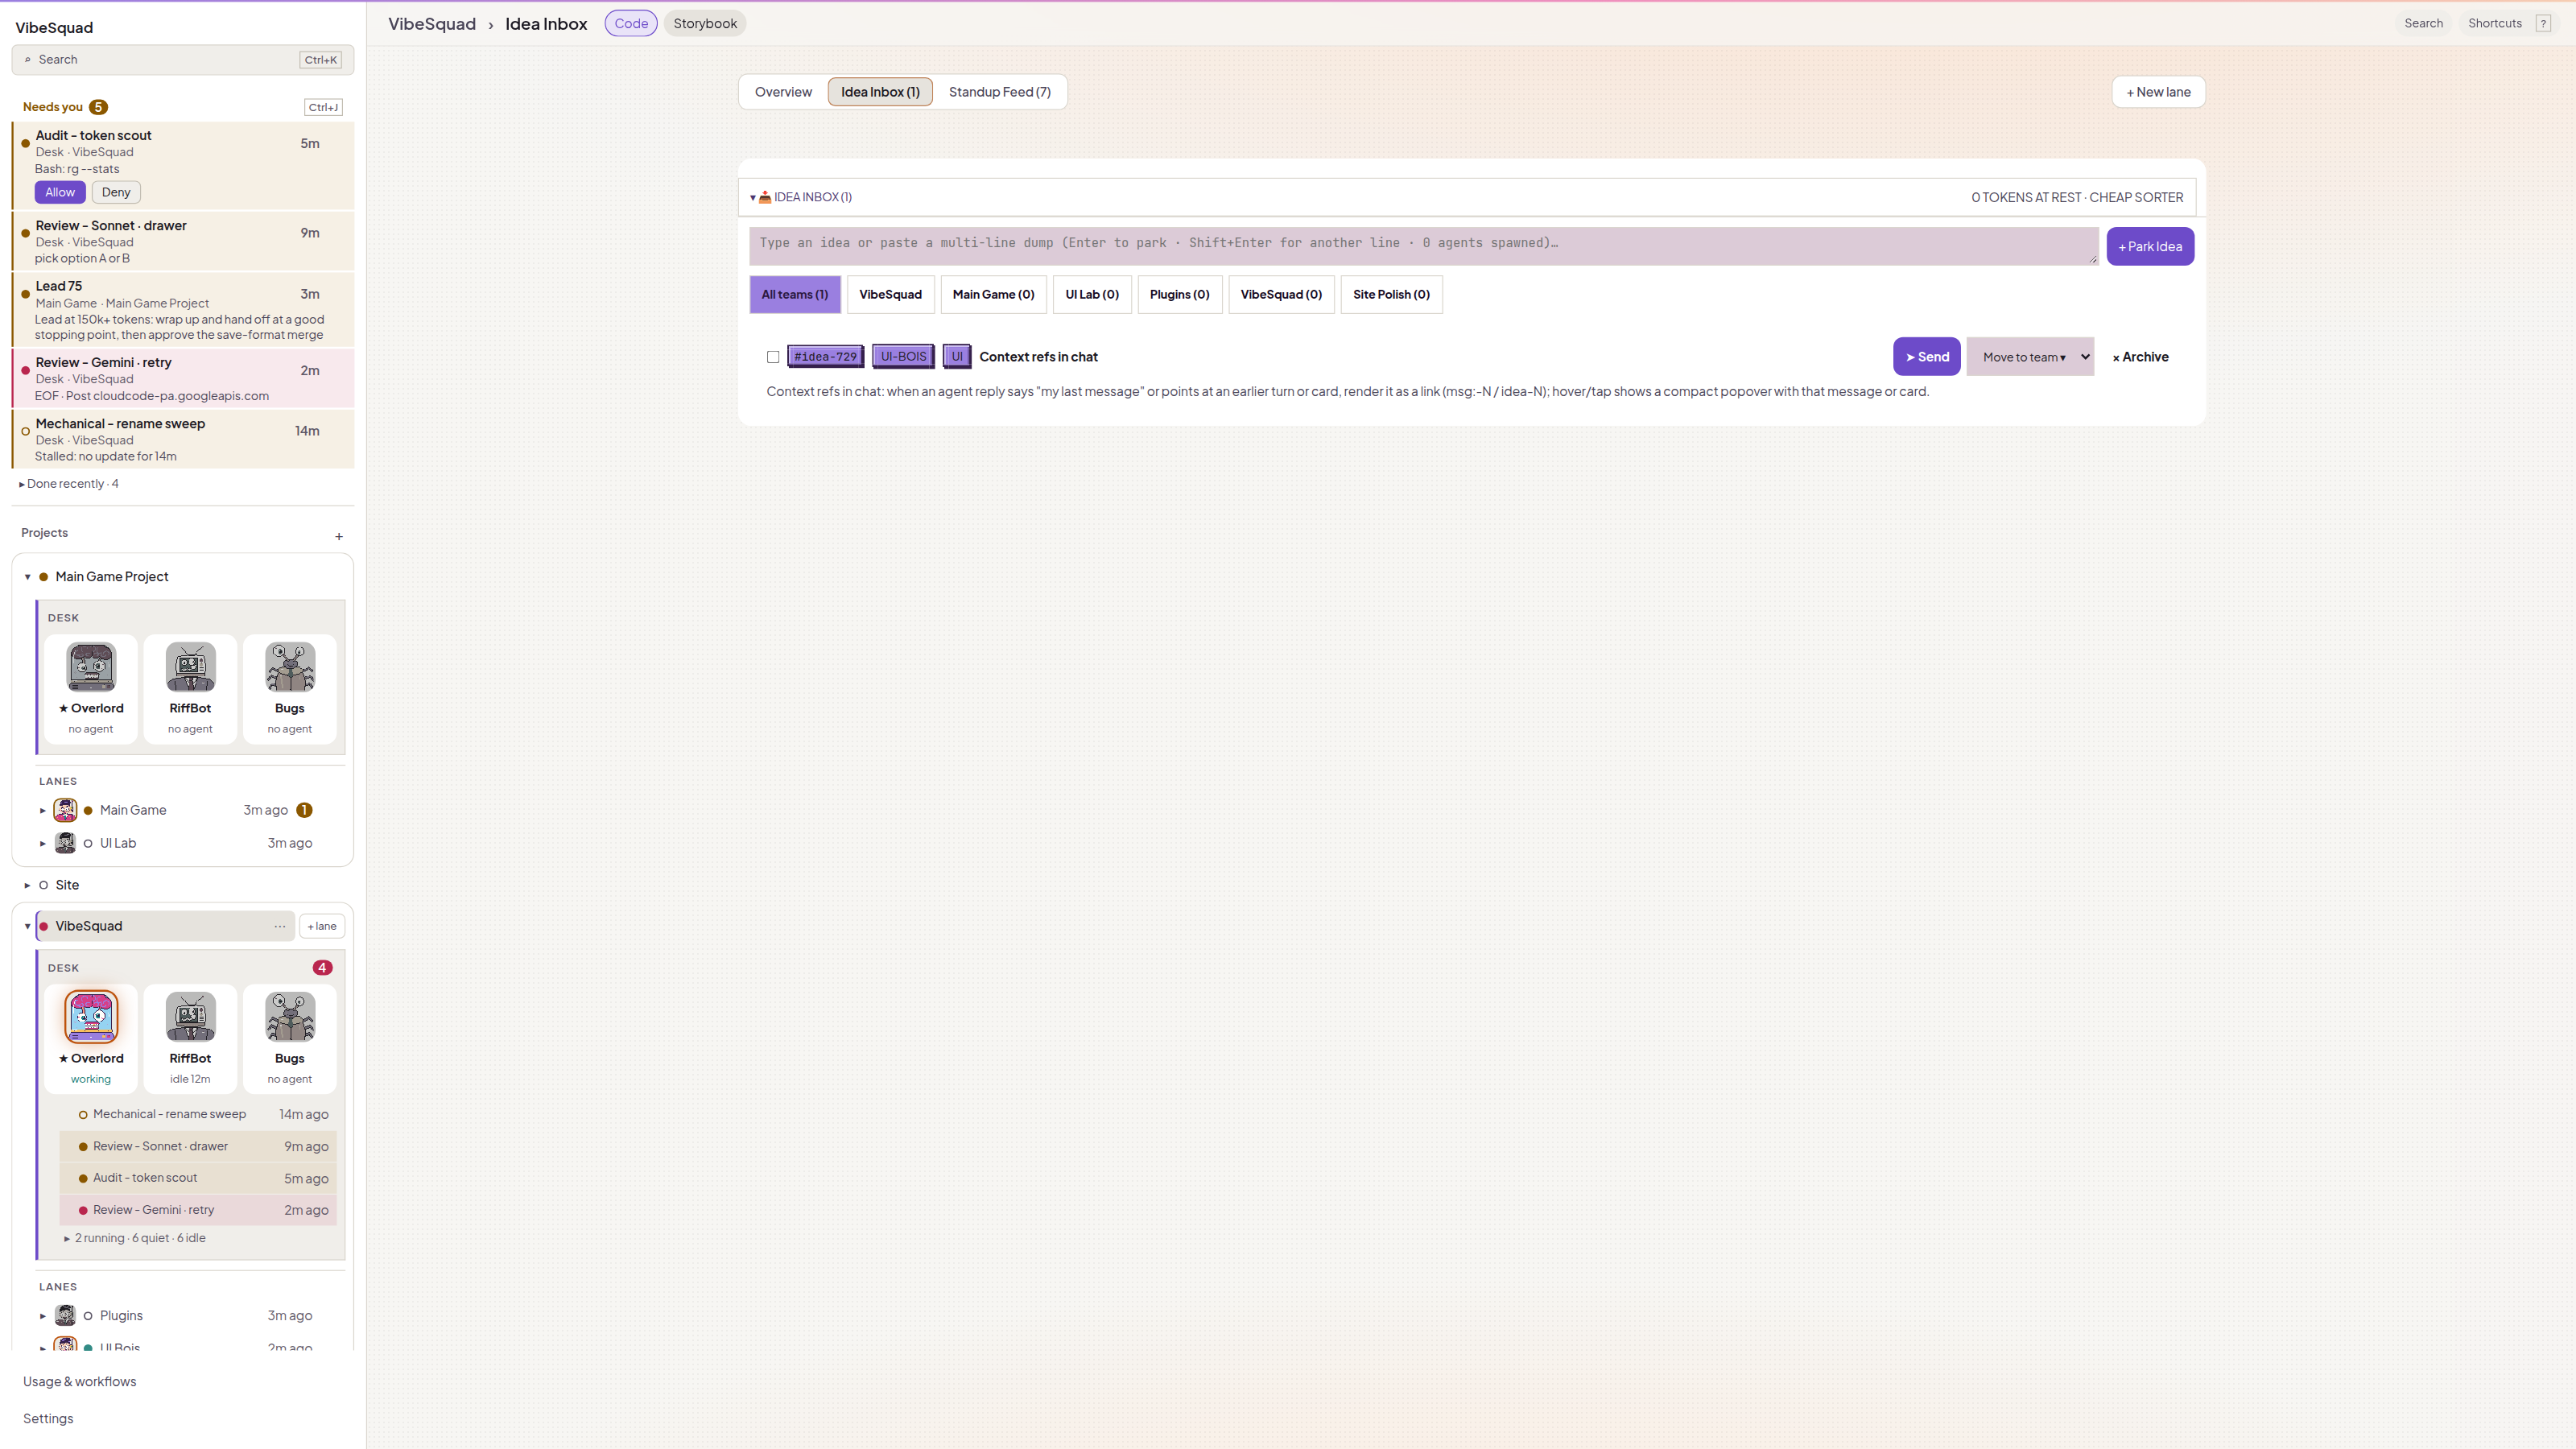 VibeSquad
Search Ctrl+K
Needs you 5 Ctrl+J
Audit - token scout 5m
Desk · VibeSquad
Bash: rg --stats
Allow Deny
Review - Sonnet · drawer 9m
Desk · VibeSquad
pick option A or B
Lead 75 3m
Main Game · Main Game Project
Lead at 150k+ tokens: wrap up and hand off at a good
stopping point, then approve the save-format merge
Review - Gemini · retry 2m
Desk · VibeSquad
EOF · Post cloudcode-pa.googleapis.com
Mechanical - rename sweep 14m
Desk · VibeSquad
Stalled: no update for 14m
▸ Done recently · 4
Projects +
▾ Main Game Project
DESK
★ Overlord RiffBot Bugs
no agent no agent no agent
LANES
▸ Main Game 3m ago 1
▸ UI Lab 3m ago
▸ Site
▾ VibeSquad ··· + lane
DESK 4
★ Overlord RiffBot Bugs
working idle 12m no agent
Mechanical - rename sweep 14m ago
Review - Sonnet · drawer 9m ago
Audit - token scout 5m ago
Review - Gemini · retry 2m ago
▸ 2 running · 6 quiet · 6 idle
LANES
▸ Plugins 3m ago
▸ UI Bois 2m ago
Usage & workflows
Settings
VibeSquad › Idea Inbox Code Storybook Search Shortcuts ?
Overview Idea Inbox (1) Standup Feed (7) + New lane
▾ 📥 IDEA INBOX (1) 0 TOKENS AT REST · CHEAP SORTER
Type an idea or paste a multi-line dump (Enter to park · Shift+Enter for another line · 0 agents spawned)… + Park Idea
All teams (1) VibeSquad Main Game (0) UI Lab (0) Plugins (0) VibeSquad (0) Site Polish (0)
#idea-729 UI-BOIS UI Context refs in chat ➤ Send Move to team ▾ × Archive
Context refs in chat: when an agent reply says "my last message" or points at an earlier turn or card, render it as a link (msg:-N / idea-N); hover/tap shows a compact popover with that message or card.